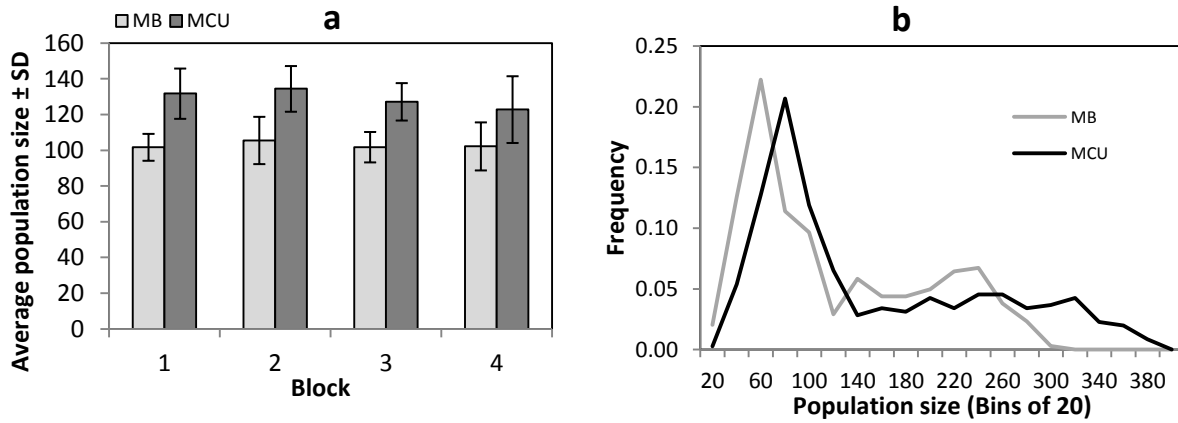 MB MCU
a
160
140
120
100
80
60
40
20
0
Average population size ± SD
1 2 3 4
Block
b
0.25
0.20
0.15
0.10
0.05
0.00
Frequency
MB
MCU
20 60 100 140 180 220 260 300 340 380
Population size (Bins of 20)